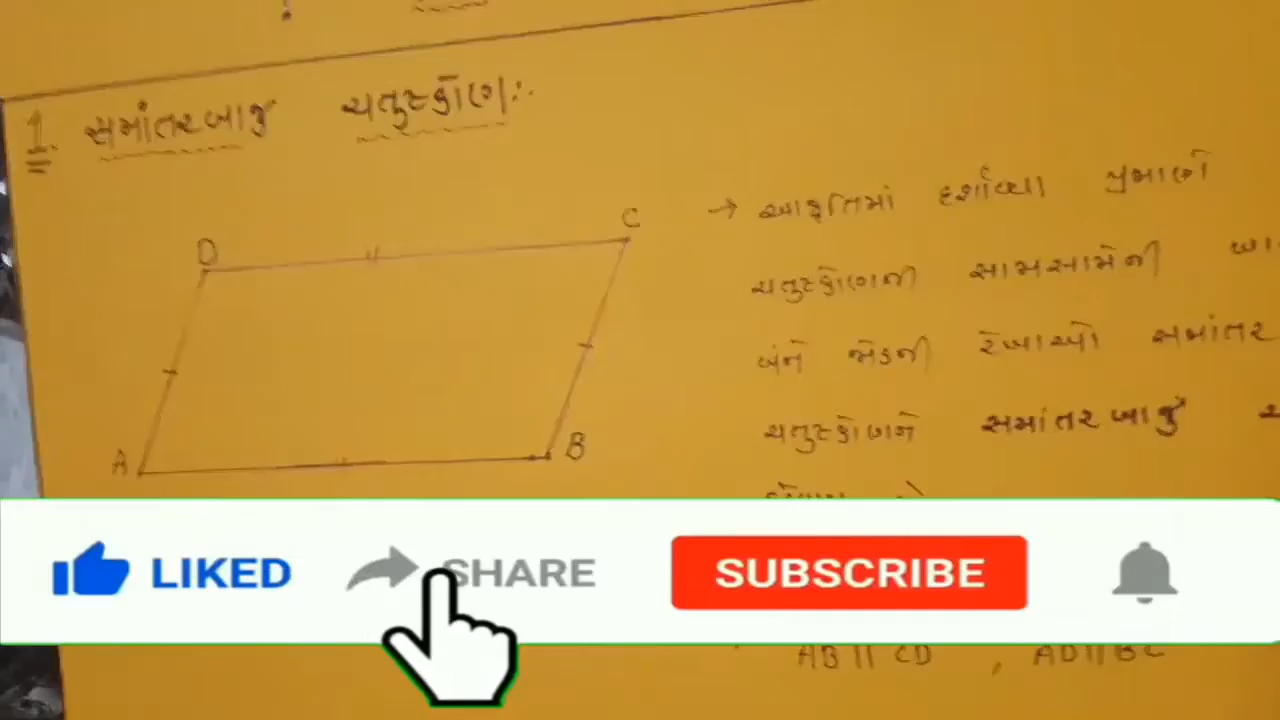 1. સમાંતરબાજુ ચતુષ્કોણ:.
D
C
A
B
→ આકૃતિમાં દર્શાવ્યા પ્રમાણે
ચતુષ્કોણની સામસામેની
બંને જોડની રેખાઓ સમાંતર
ચતુષ્કોણને સમાંતરબાજુ
LIKED SHARE SUBSCRIBE
AB || CD , AD || BC